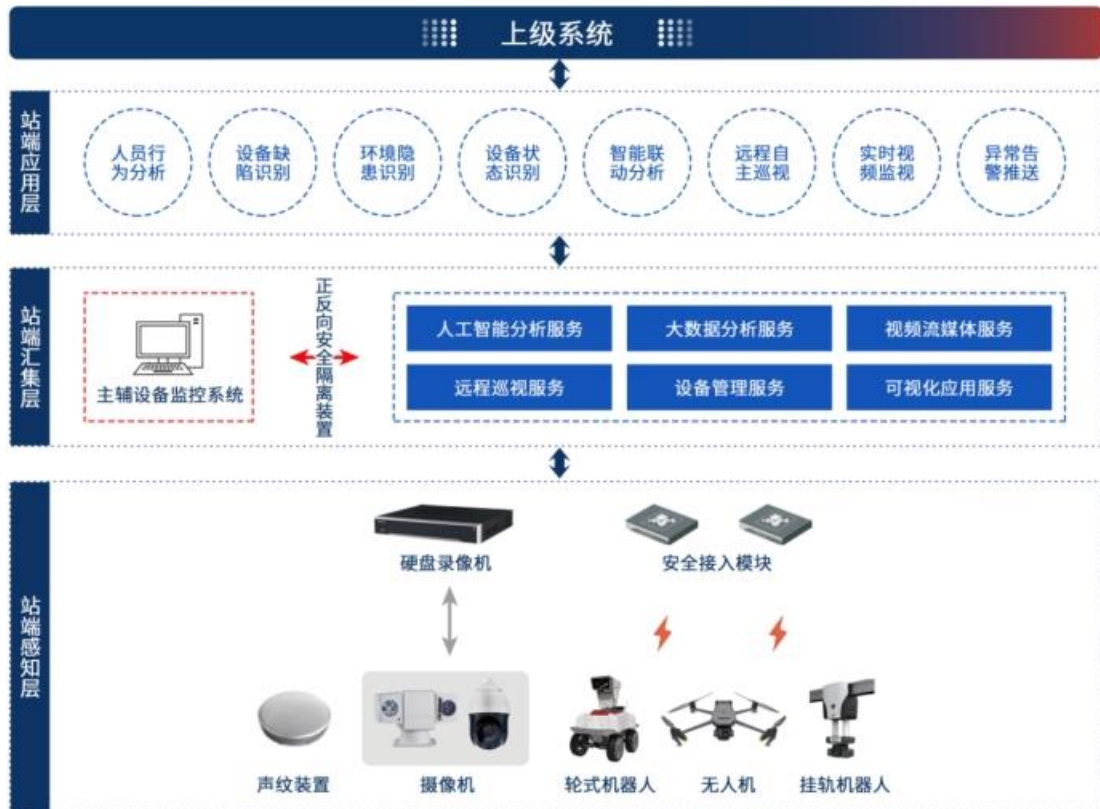 上级系统
站端应用层
人员行
为分析
设备缺
陷识别
环境隐
患识别
设备状
态识别
智能联
动分析
远程自
主巡视
实时视
频监视
异常告
警推送
站端汇集层
主辅设备监控系统
正反向安全隔离装置
人工智能分析服务
大数据分析服务
视频流媒体服务
远程巡视服务
设备管理服务
可视化应用服务
站端感知层
硬盘录像机
安全接入模块
声纹装置
摄像机
轮式机器人
无人机
挂轨机器人